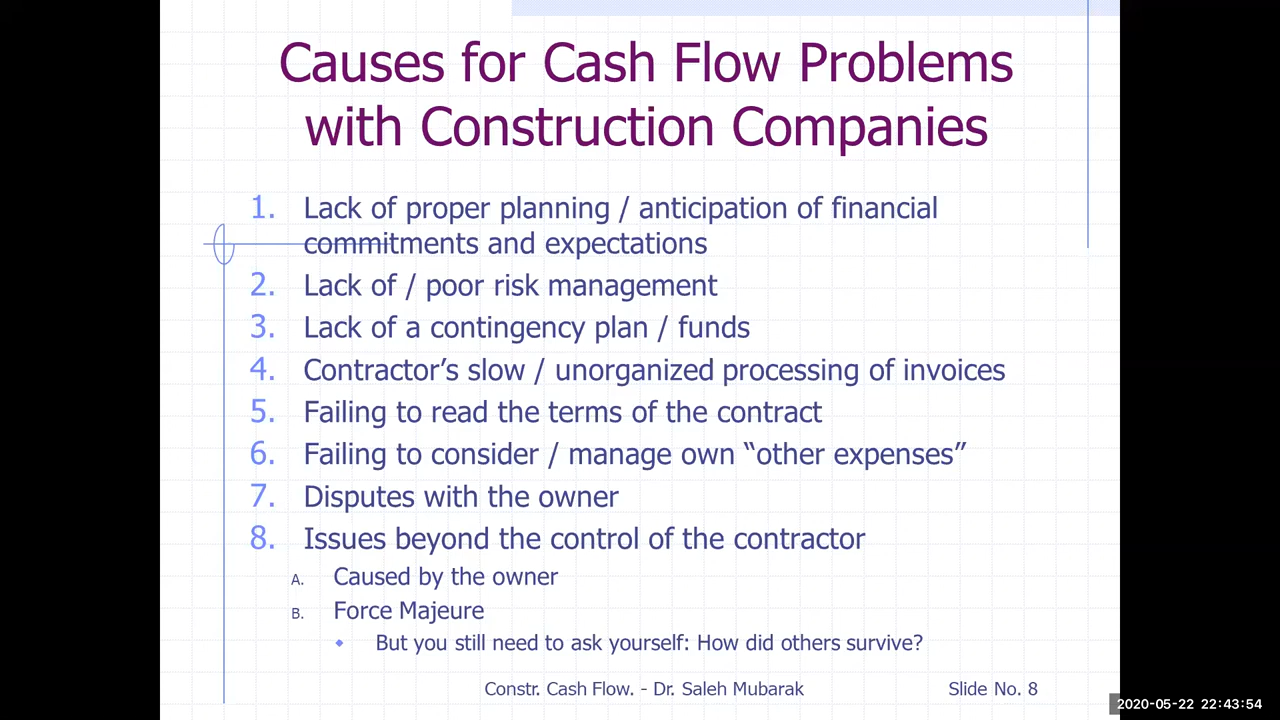 Causes for Cash Flow Problems
with Construction Companies
1. Lack of proper planning / anticipation of financial
commitments and expectations
2. Lack of / poor risk management
3. Lack of a contingency plan / funds
4. Contractor’s slow / unorganized processing of invoices
5. Failing to read the terms of the contract
6. Failing to consider / manage own “other expenses”
7. Disputes with the owner
8. Issues beyond the control of the contractor
A. Caused by the owner
B. Force Majeure
But you still need to ask yourself: How did others survive?
Constr. Cash Flow. - Dr. Saleh Mubarak Slide No. 8
2020-05-22 22:43:54